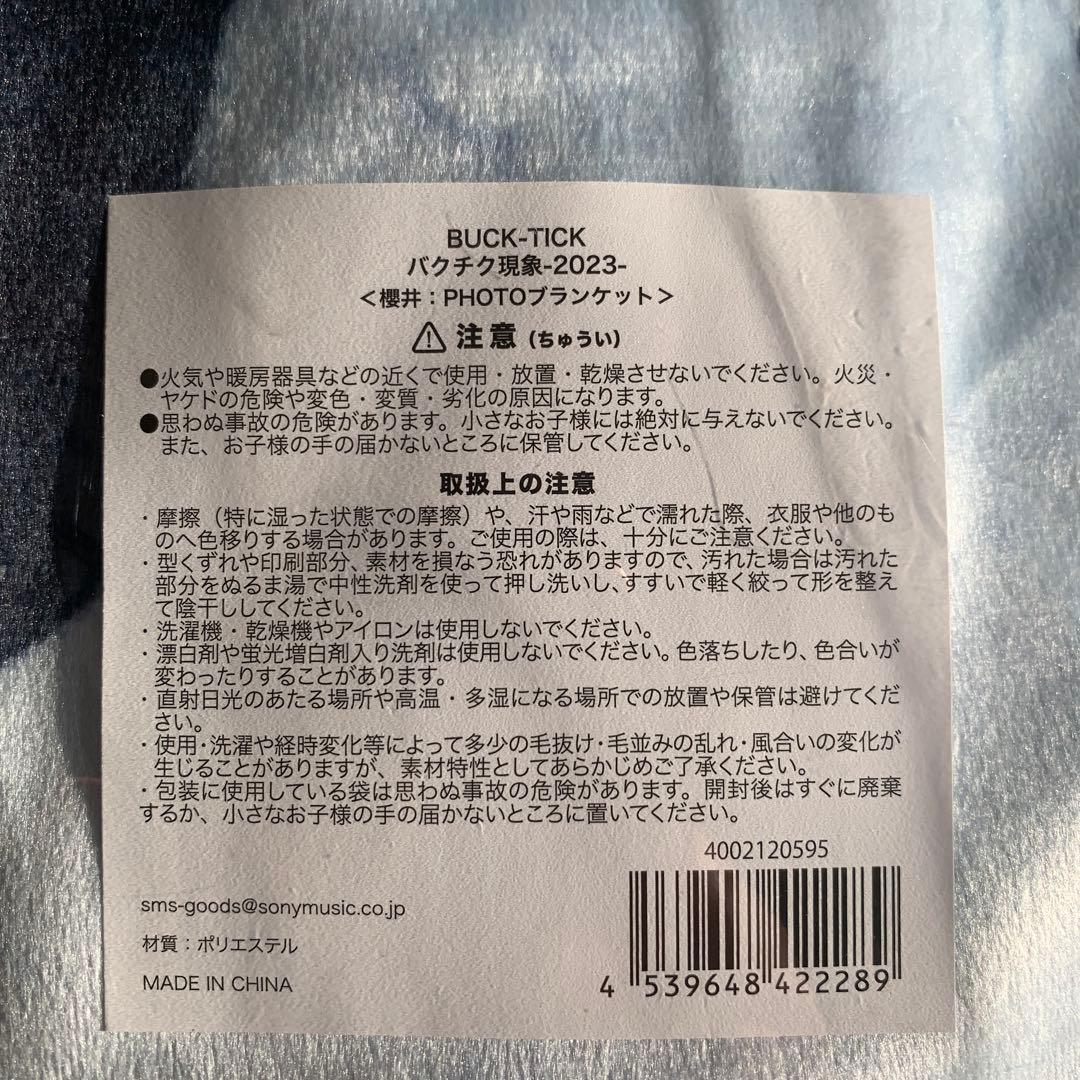 BUCK-TICK
バクチク現象-2023-
＜櫻井：PHOTOブランケット＞
⚠ 注意（ちゅうい）
●火気や暖房器具などの近くで使用・放置・乾燥させないでください。火災・
ヤケドの危険や変色・変質・劣化の原因になります。
●思わぬ事故の危険があります。小さなお子様には絶対に与えないでください。
また、お子様の手の届かないところに保管してください。
取扱上の注意
・摩擦（特に湿った状態での摩擦）や、汗や雨などで濡れた際、衣服や他のも
のへ色移りする場合があります。ご使用の際は、十分にご注意ください。
・型くずれや印刷部分、素材を損なう恐れがありますので、汚れた場合は汚れた
部分をぬるま湯で中性洗剤を使って押し洗いし、すすいで軽く絞って形を整え
て陰干ししてください。
・洗濯機・乾燥機やアイロンは使用しないでください。
・漂白剤や蛍光増白剤入り洗剤は使用しないでください。色落ちしたり、色合いが
変わったりすることがあります。
・直射日光のあたる場所や高温・多湿になる場所での放置や保管は避けてくだ
さい。
・使用・洗濯や経時変化等によって多少の毛抜け・毛並みの乱れ・風合いの変化が
生じることがありますが、素材特性としてあらかじめご了承ください。
・包装に使用している袋は思わぬ事故の危険があります。開封後はすぐに廃棄
するか、小さなお子様の手の届かないところに置いてください。
4002120595
sms-goods@sonymusic.co.jp
材質：ポリエステル
MADE IN CHINA
4 539648 422289